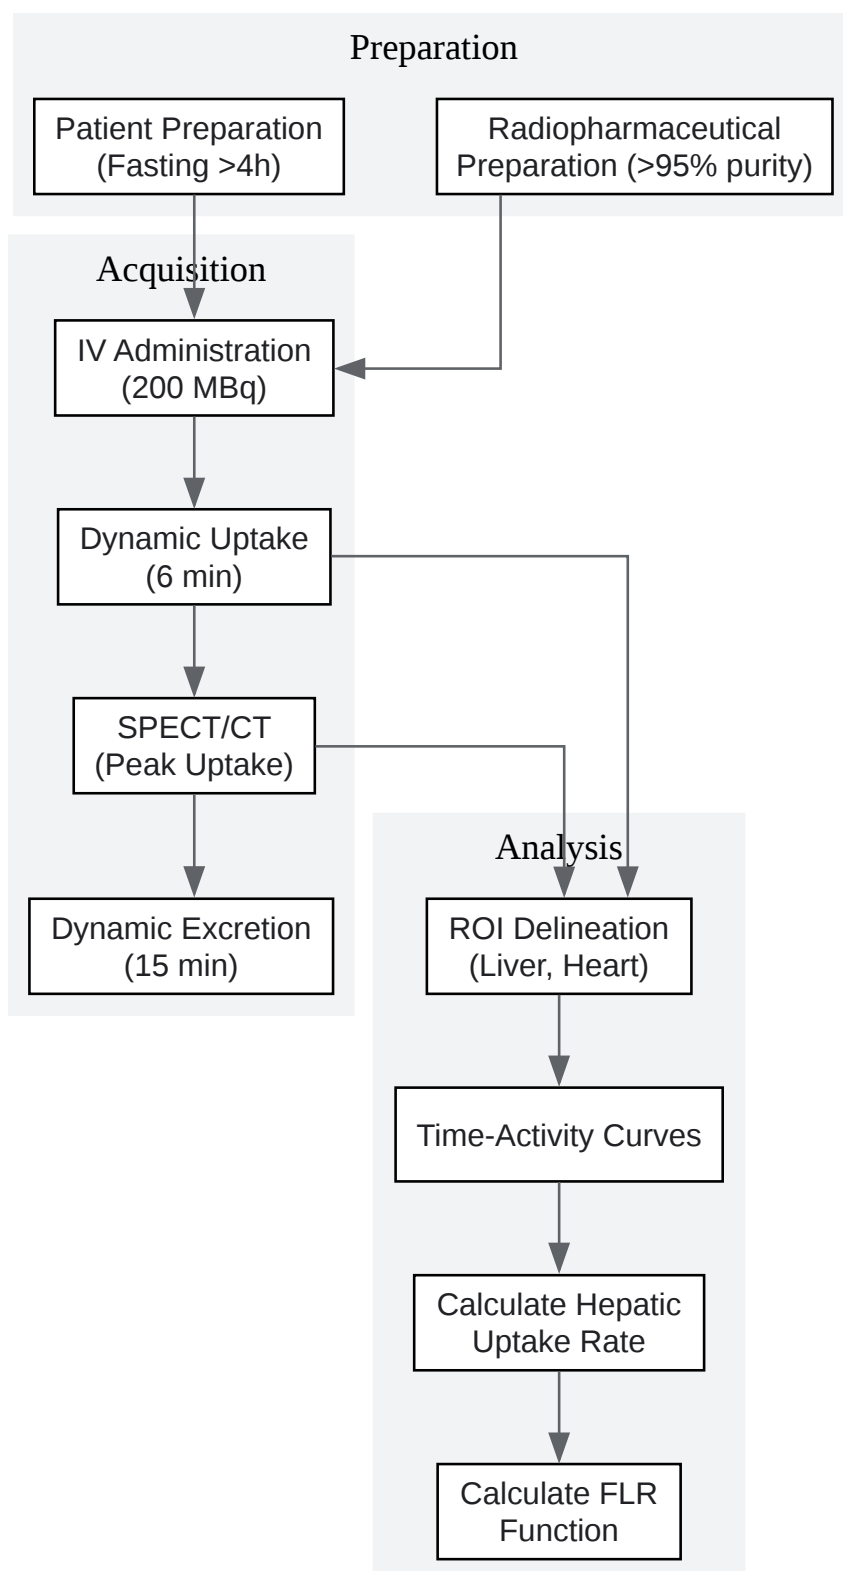 Preparation
Patient Preparation
(Fasting >4h)
Radiopharmaceutical
Preparation (>95% purity)
Acquisition
IV Administration
(200 MBq)
Dynamic Uptake
(6 min)
SPECT/CT
(Peak Uptake)
Dynamic Excretion
(15 min)
Analysis
ROI Delineation
(Liver, Heart)
Time-Activity Curves
Calculate Hepatic
Uptake Rate
Calculate FLR
Function